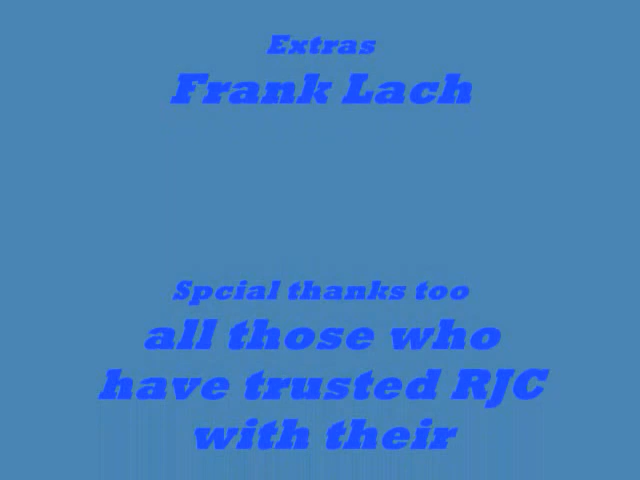 Extras
Frank Lach
Spcial thanks too
all those who
have trusted RJC
with their